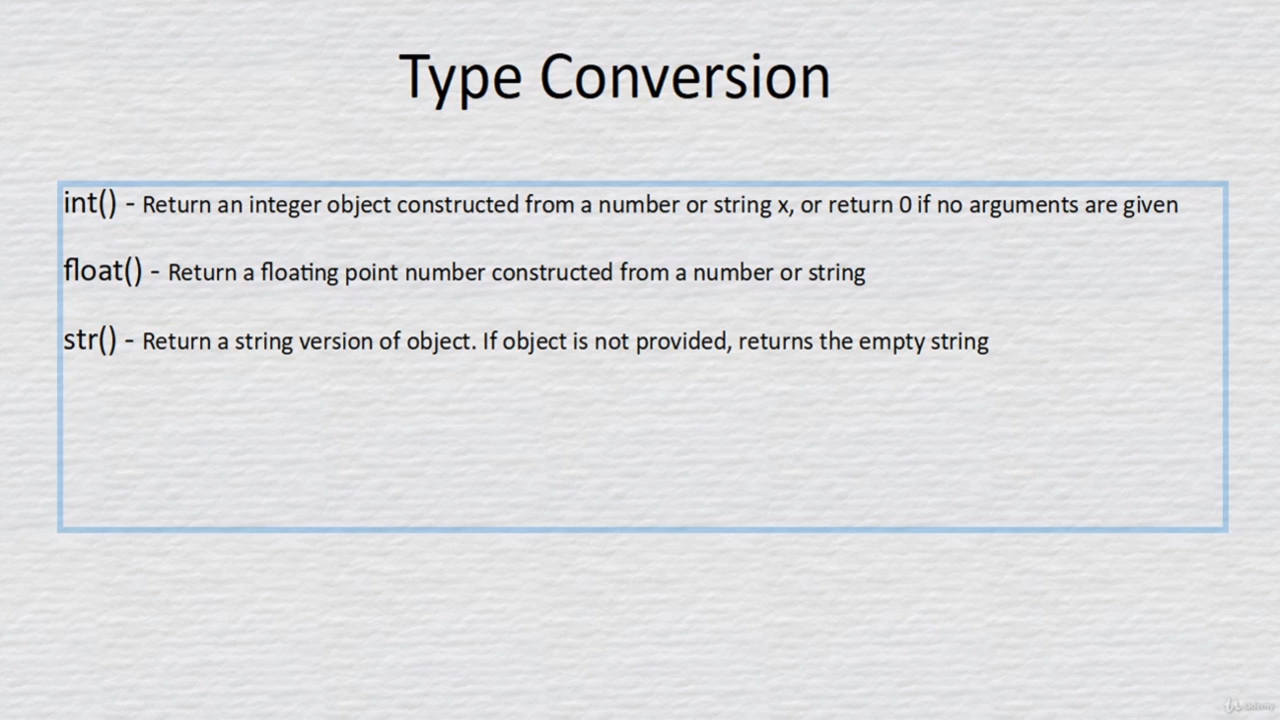 Type Conversion
int() - Return an integer object constructed from a number or string x, or return 0 if no arguments are given
float() - Return a floating point number constructed from a number or string
str() - Return a string version of object. If object is not provided, returns the empty string
Udemy